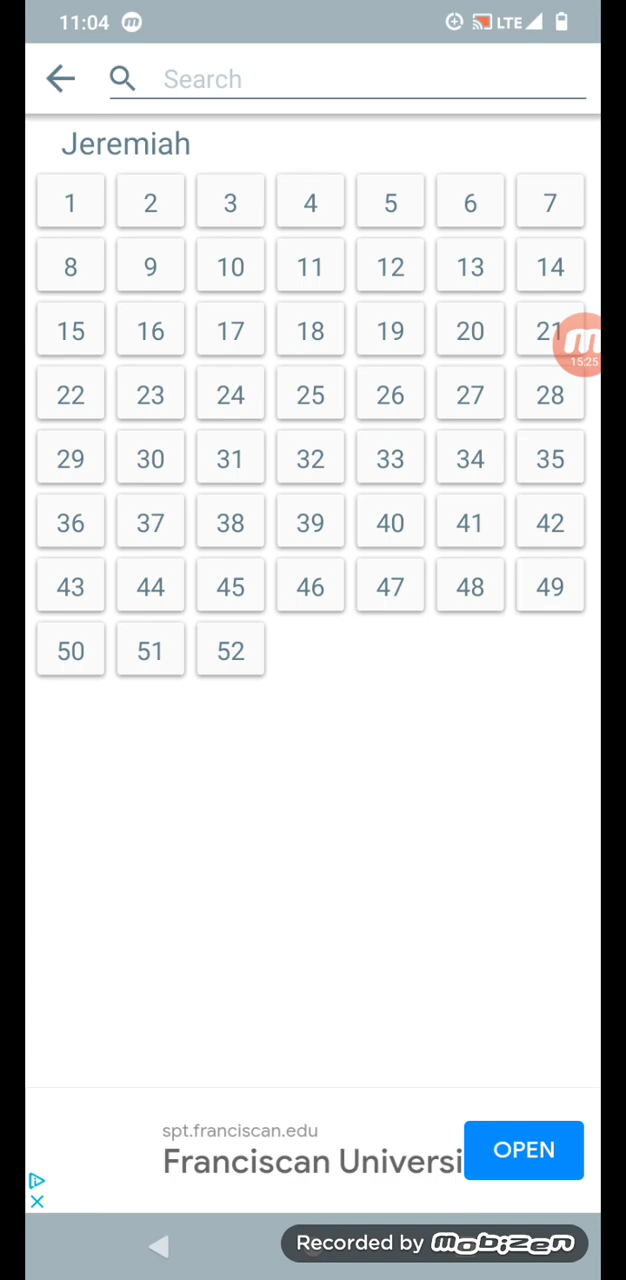 11:04 m LTE
Search
Jeremiah
1 2 3 4 5 6 7
8 9 10 11 12 13 14
15 16 17 18 19 20 21
m
15:25
22 23 24 25 26 27 28
29 30 31 32 33 34 35
36 37 38 39 40 41 42
43 44 45 46 47 48 49
50 51 52
spt.franciscan.edu
Franciscan Universi
OPEN
Recorded by mobizen